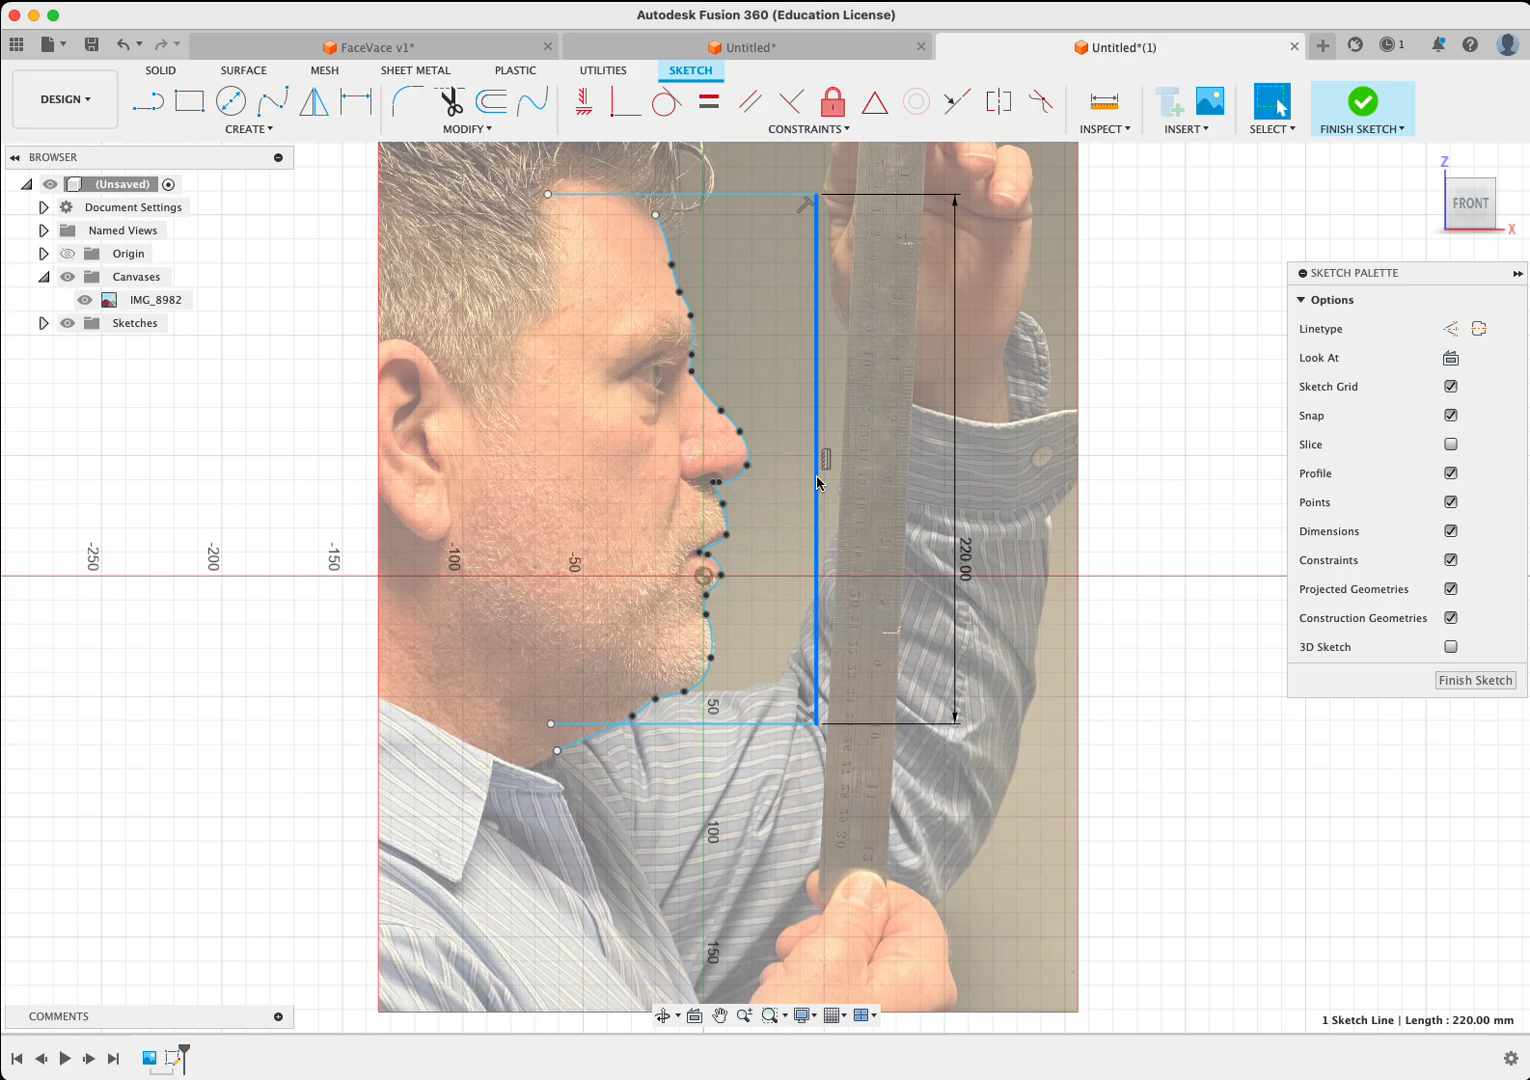 Autodesk Fusion 360 (Education License)
FaceVace v1*
Untitled*
Untitled*(1)
1
DESIGN
SOLID
SURFACE
MESH
SHEET METAL
PLASTIC
UTILITIES
SKETCH
CREATE
MODIFY
CONSTRAINTS
INSPECT
INSERT
SELECT
FINISH SKETCH
BROWSER
(Unsaved)
Document Settings
Named Views
Origin
Canvases
IMG_8982
Sketches
Z
FRONT
X
SKETCH PALETTE
Options
Linetype
Look At
Sketch Grid
Snap
Slice
Profile
Points
Dimensions
Constraints
Projected Geometries
Construction Geometries
3D Sketch
Finish Sketch
-250
-200
-150
-100
-50
220.00
50
100
150
COMMENTS
1 Sketch Line | Length : 220.00 mm